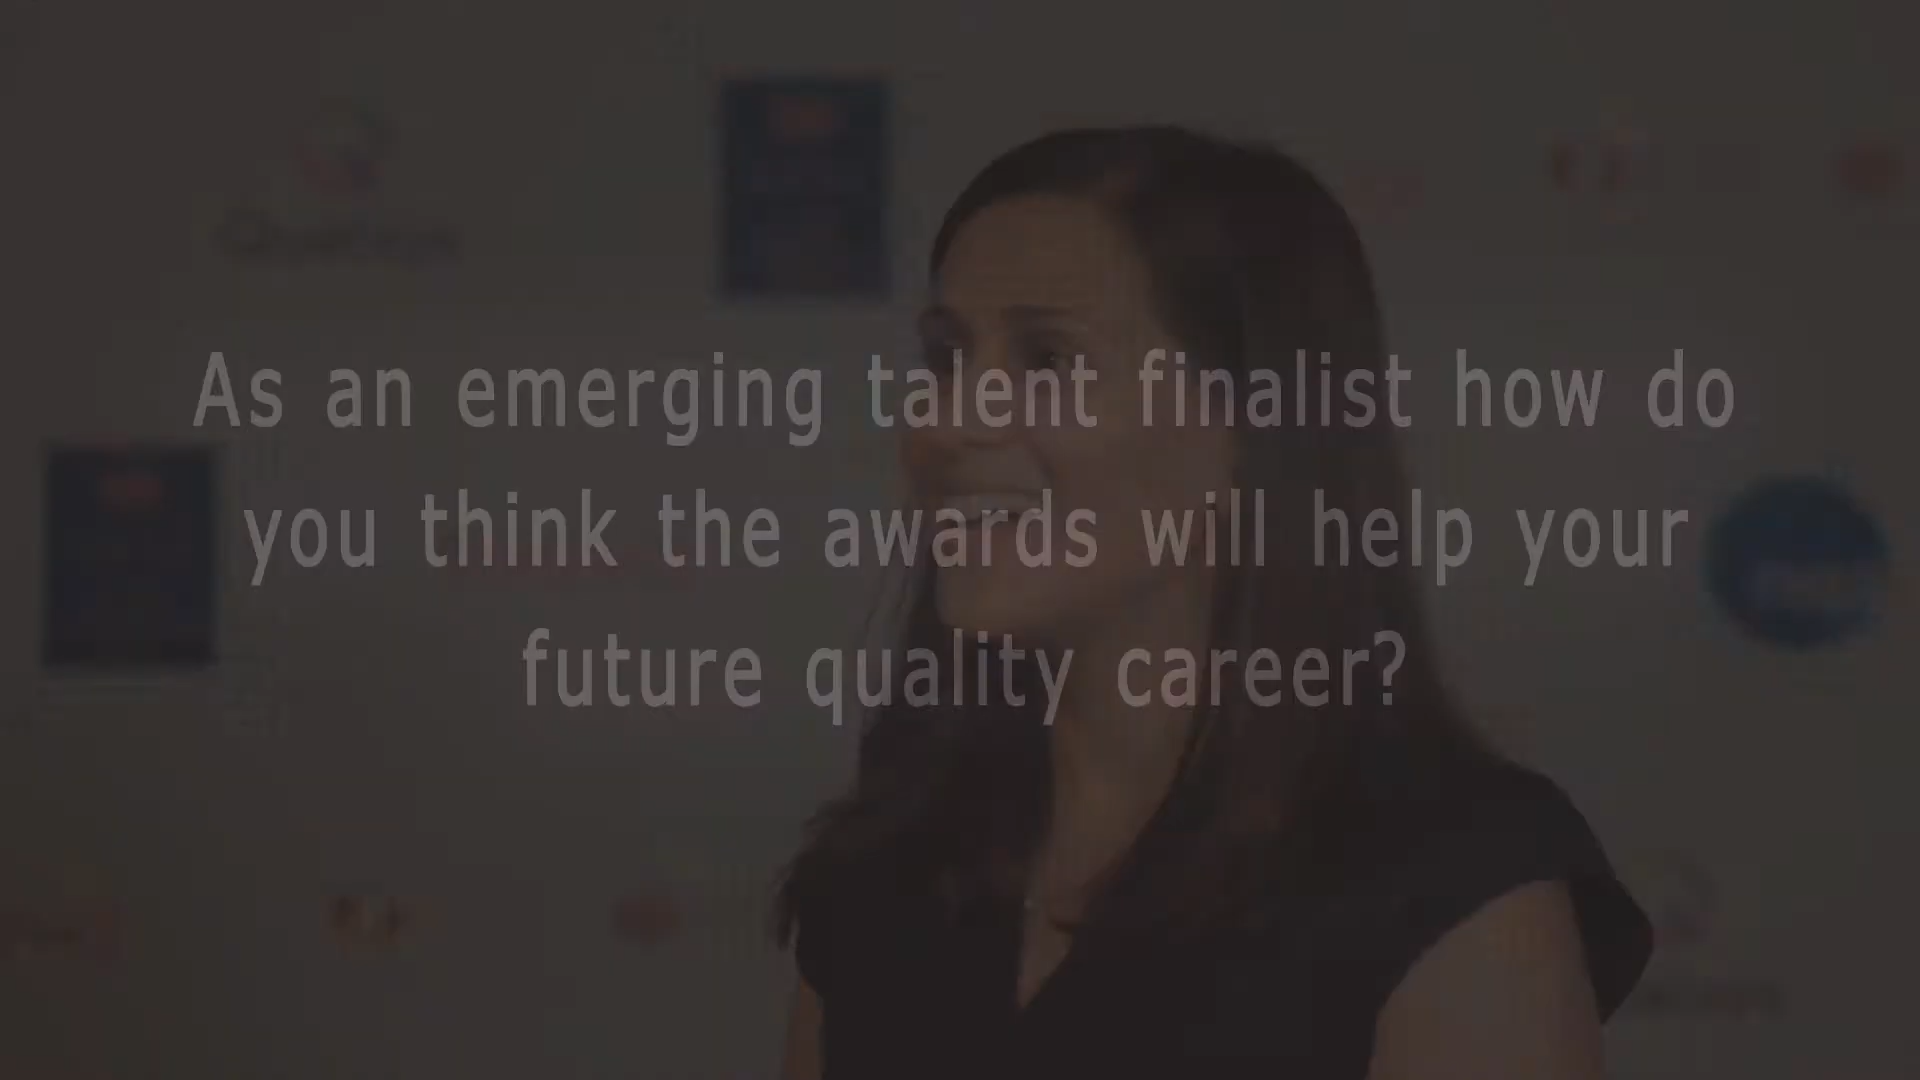 As an emerging talent finalist how do
you think the awards will help your
future quality career?